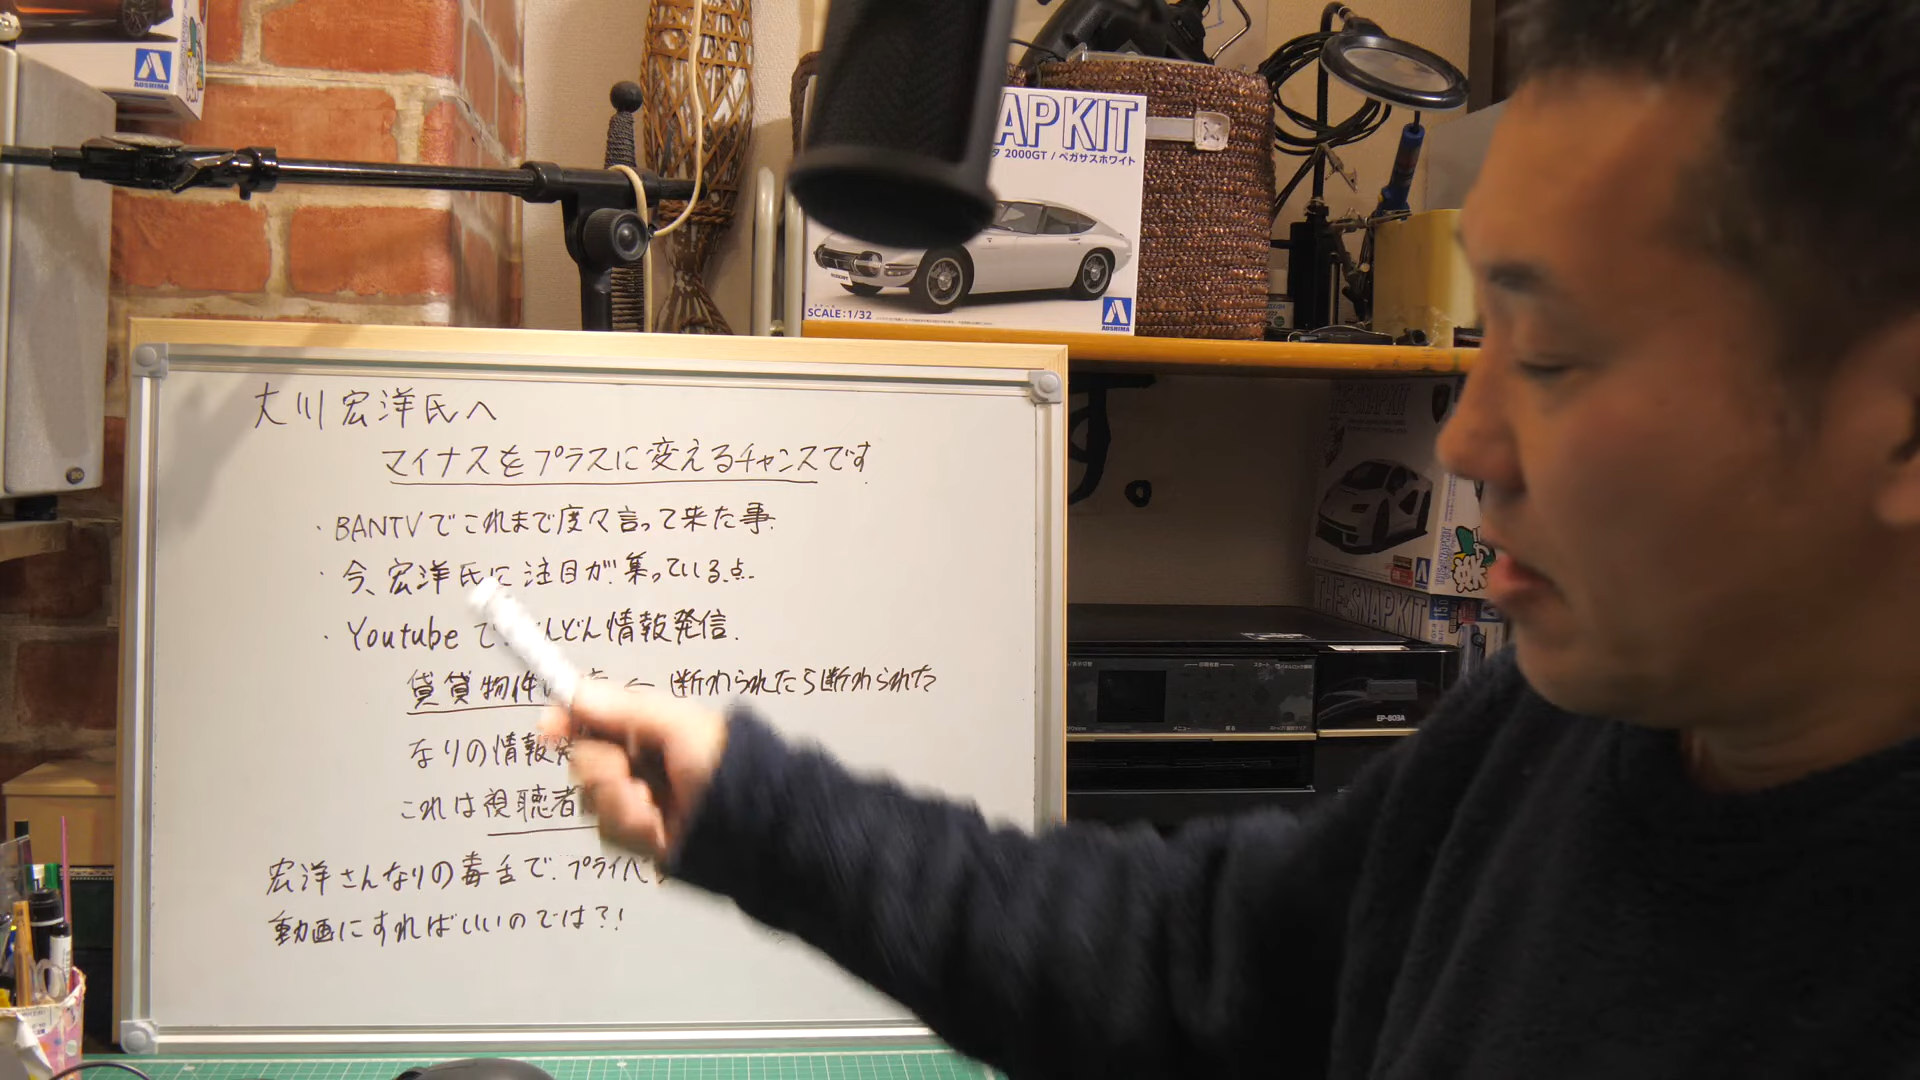 AOSHIMA
APKIT
2000GT / ペガサスホワイト
SCALE:1/32
AOSHIMA
THE SNAPKIT
THE SNAPKIT
EP-803A
大川宏洋氏へ
マイナスをプラスに変えるチャンスです
・BANTVでこれまで度々言って来た事.
・今、宏洋氏に注目が集っている点.
・Youtubeで んどん情報発信.
貸貸物件 ← 断わられたら断わられた
なりの情報発
これは視聴者
宏洋さんなりの毒舌で.プライベ
動画にすればいいのでは?!